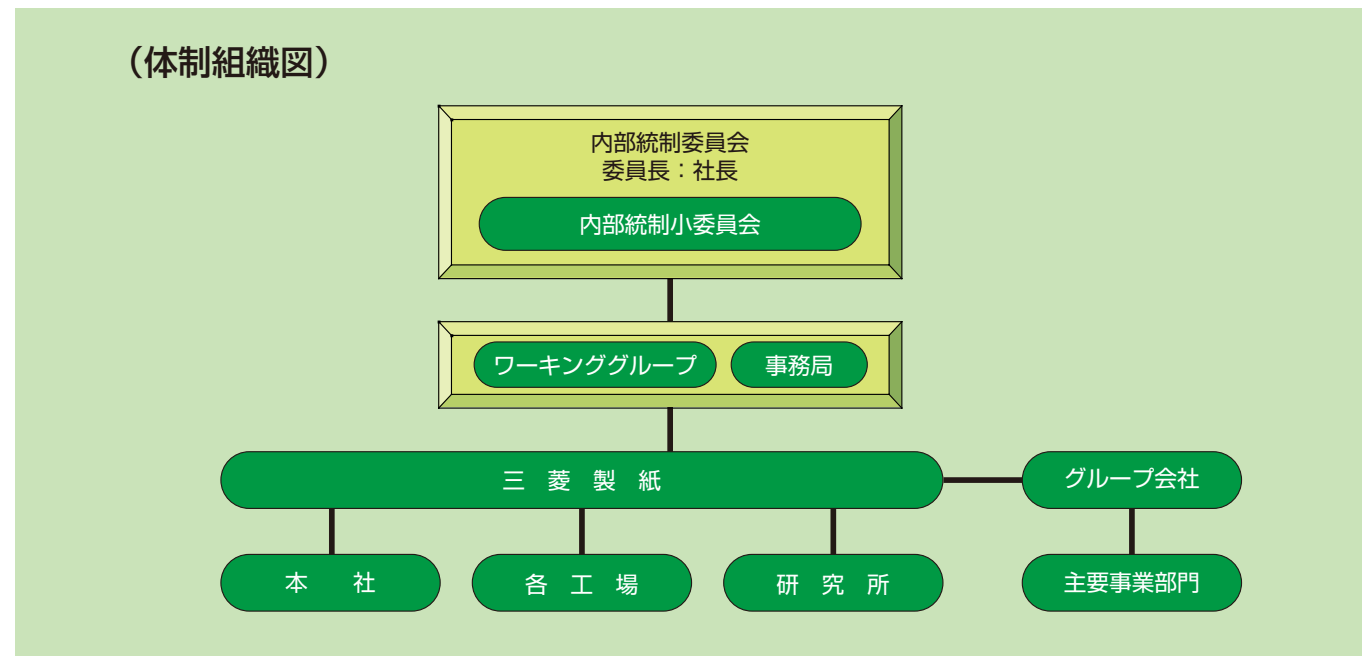 （体制組織図）
内部統制委員会
委員長：社長
内部統制小委員会
ワーキンググループ 事務局
三 菱 製 紙 グループ会社
本 社 各 工 場 研 究 所 主要事業部門